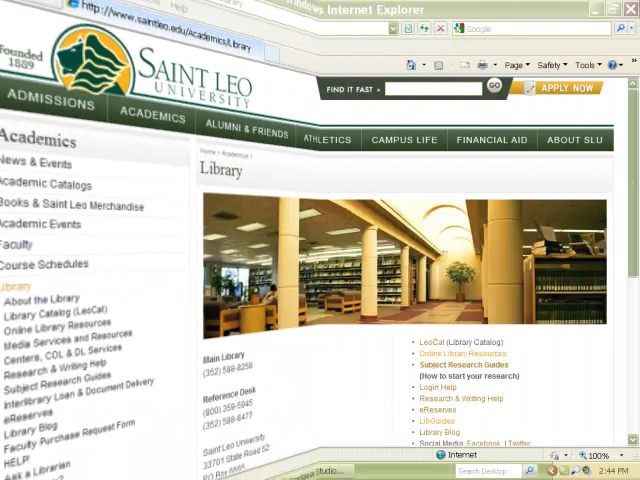 Windows Internet Explorer
http://www.saintleo.edu/Academics/Library
Google
Page
Safety
Tools
Founded
1889
SAINT LEO
UNIVERSITY
FIND IT FAST
GO
APPLY NOW
ADMISSIONS
ACADEMICS
ALUMNI & FRIENDS
ATHLETICS
CAMPUS LIFE
FINANCIAL AID
ABOUT SLU
Academics
News & Events
Academic Catalogs
Books & Saint Leo Merchandise
Academic Events
Faculty
Course Schedules
Library
About the Library
Library Catalog (LeoCat)
Online Library Resources
Media Services and Resources
Centers, COL & DL Services
Research & Writing Help
Subject Research Guides
Interlibrary Loan & Document Delivery
eReserves
Library Blog
Faculty Purchase Request Form
HELP!
Ask a Librarian
Home > Academics >
Library
Main Library
(352) 588-8258
Reference Desk
(800) 359-5945
(352) 588-8477
Saint Leo University
33701 State Road 52
PO Box 6665
• LeoCat (Library Catalog)
• Online Library Resources
• Subject Research Guides
(How to start your research)
• Login Help
• Research & Writing Help
• eReserves
• LibGuides
• Library Blog
• Social Media: Facebook | Twitter
Internet
100%
Studio...
Search Desktop
2:44 PM